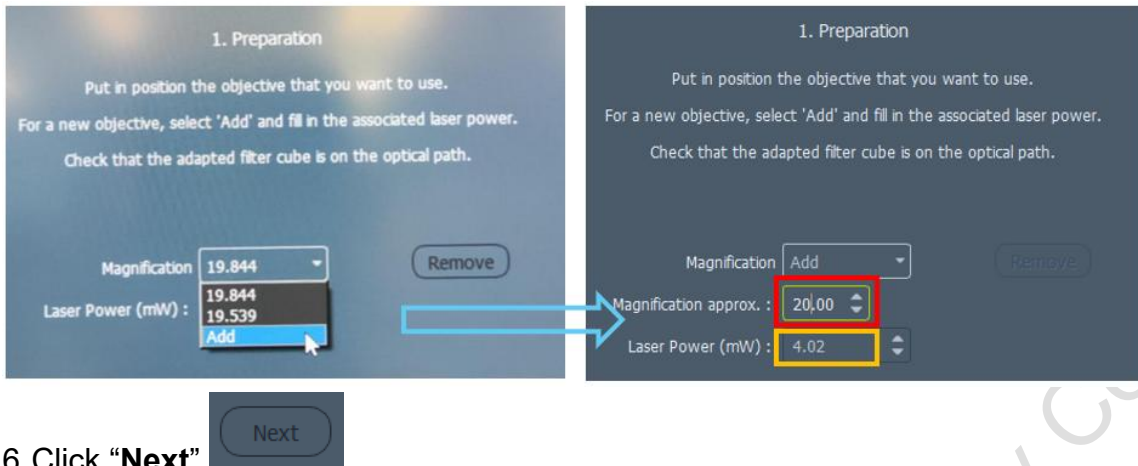 1. Preparation
Put in position the objective that you want to use.
For a new objective, select 'Add' and fill in the associated laser power.
Check that the adapted filter cube is on the optical path.
Magnification 19.844 Remove
19.844
Laser Power (mW) : 19.539
Add
1. Preparation
Put in position the objective that you want to use.
For a new objective, select 'Add' and fill in the associated laser power.
Check that the adapted filter cube is on the optical path.
Magnification Add Remove
Magnification approx. : 20,00
Laser Power (mW) : 4.02
6 Click “Next” Next